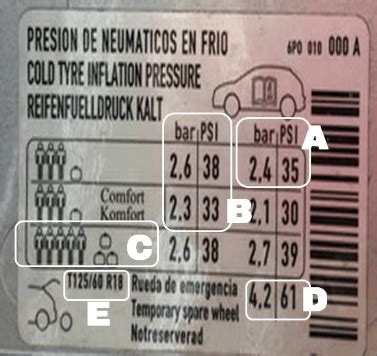 PRESION DE NEUMATICOS EN FRIO
6P0 010 000 A
COLD TYRE INFLATION PRESSURE
REIFENFUELLDRUCK KALT
bar PSI bar PSI A
2,6 38 2,4 35
Comfort
Komfort
2,3 33 B 2,1 30
C 2,6 38 2,7 39
T125/60 R18 Rueda de emergencia 4.2 61 D
E Temporary spare wheel
Notreserverad